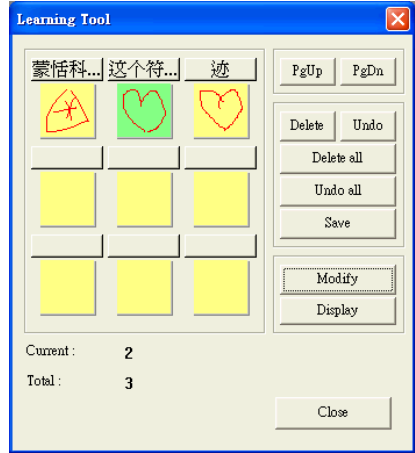 Learning Tool
蒙恬科... 这个符... 迹
PgUp PgDn
Delete Undo
Delete all
Undo all
Save
Modify
Display
Current : 2
Total : 3
Close